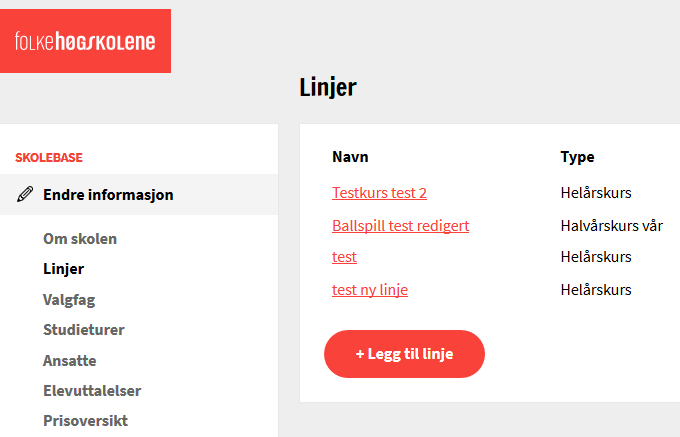 folkehøgskolene
Linjer
SKOLEBASE
Endre informasjon
Om skolen
Linjer
Valgfag
Studieturer
Ansatte
Elevuttalelser
Prisoversikt
Navn Type
Testkurs test 2 Helårskurs
Ballspill test redigert Halvårskurs vår
test Helårskurs
test ny linje Helårskurs
+ Legg til linje